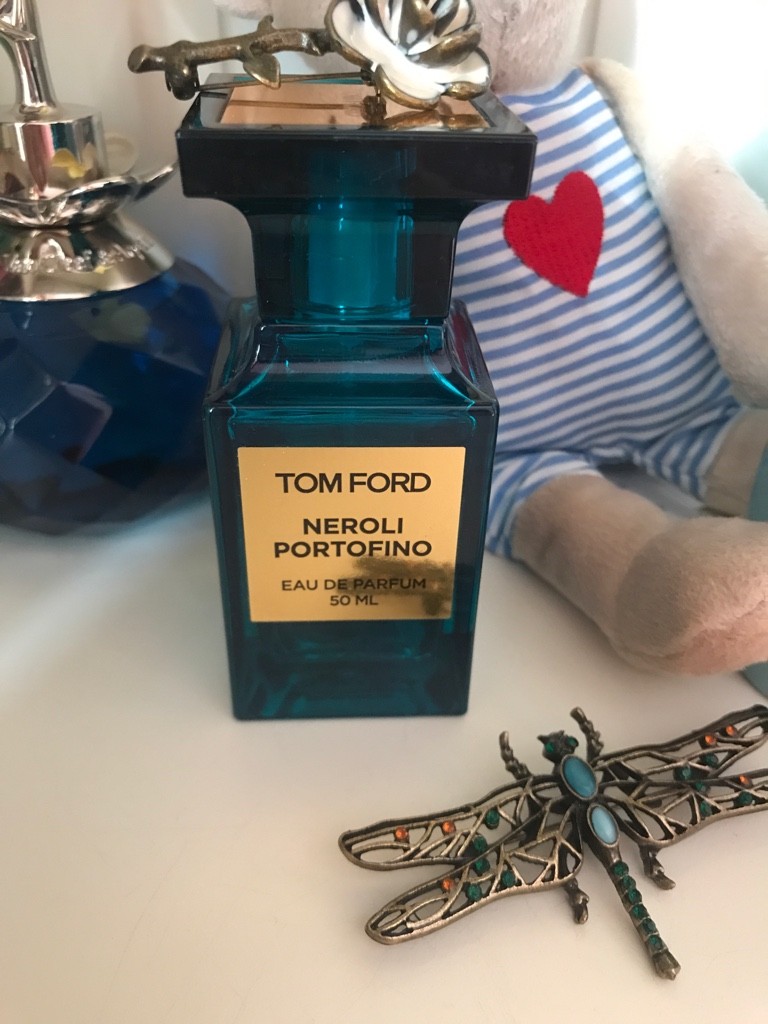 TOM FORD
NEROLI
PORTOFINO
EAU DE PARFUM
50 ML